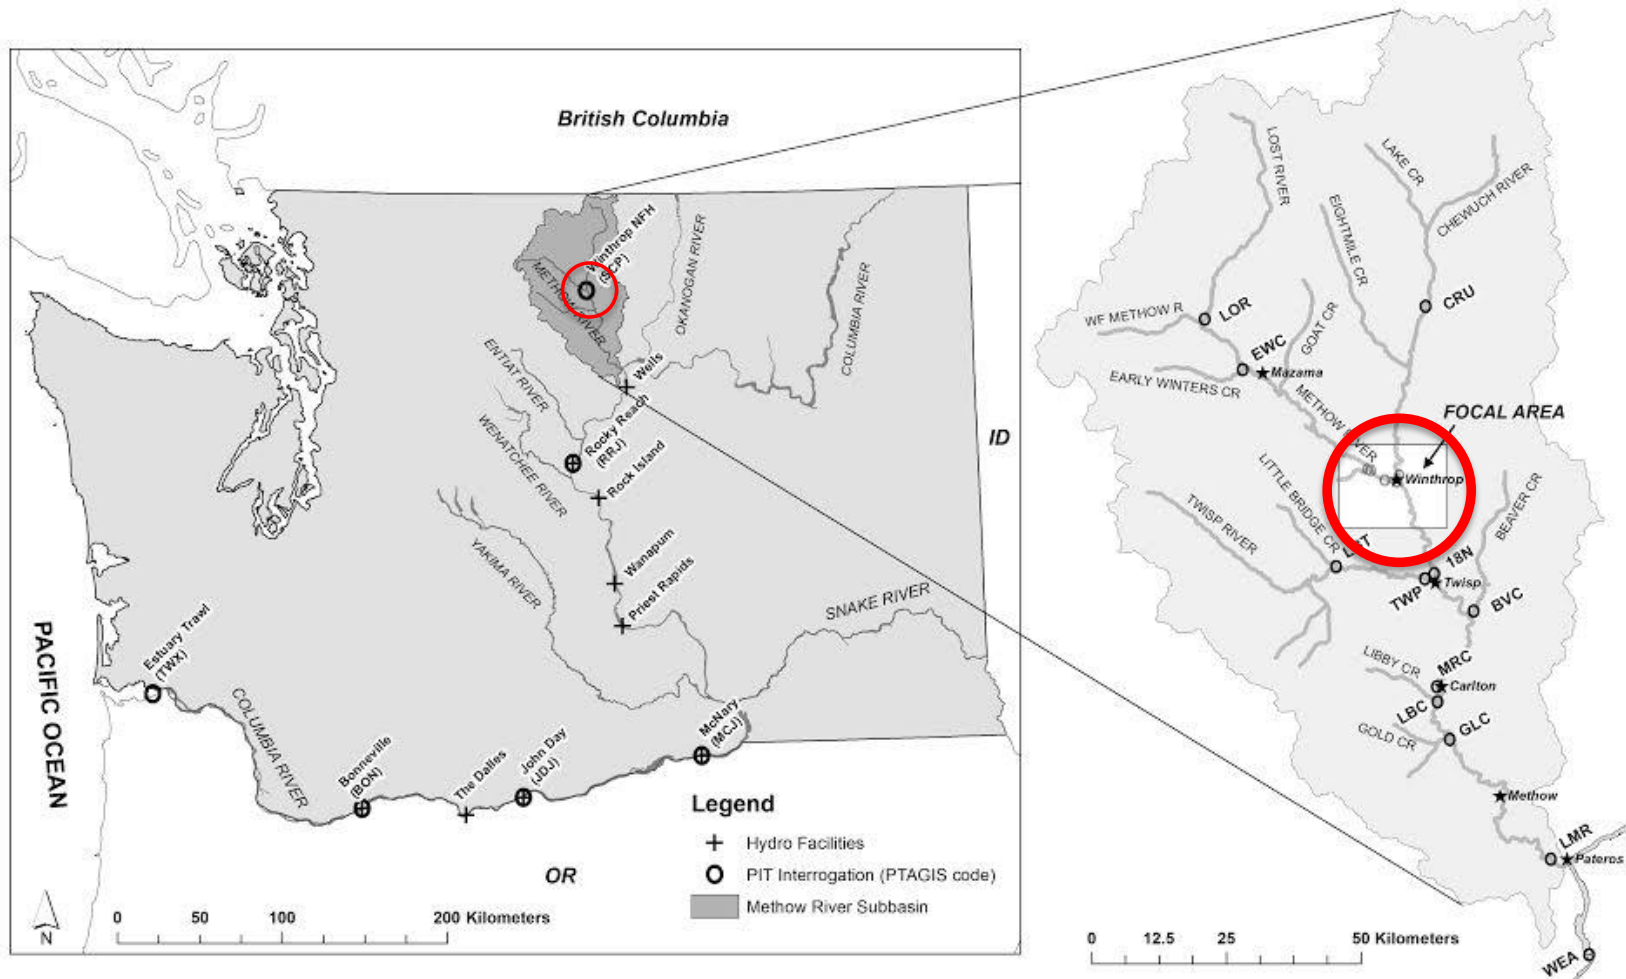 British Columbia
Winthrop NFH
METHOW RIVER
OKANOGAN RIVER
COLUMBIA RIVER
Wells
ENTIAT RIVER
Rocky Reach
(RRJ)
Rock Island
WENATCHEE RIVER
ID
YAKIMA RIVER
Wanapum
Priest Rapids
SNAKE RIVER
PACIFIC OCEAN
Estuary Trawl
(TWX)
COLUMBIA RIVER
Bonneville
(BON)
The Dalles
John Day
(JDJ)
McNary
(MCJ)
OR
Legend
Hydro Facilities
PIT Interrogation (PTAGIS code)
Methow River Subbasin
N
0 50 100 200 Kilometers
LOST RIVER
LAKE CR
CHEWUCH RIVER
EIGHTMILE CR
CRU
LOR
WF METHOW R
GOAT CR
EWC
Mazama
EARLY WINTERS CR
METHOW RIVER
FOCAL AREA
Winthrop
LITTLE BRIDGE CR
TWISP RIVER
BEAVER CR
18N
Twisp
TWP
BVC
LIBBY CR
MRC
Carlton
LBC
GLC
GOLD CR
Methow
LMR
Pateros
WEA
0 12.5 25 50 Kilometers